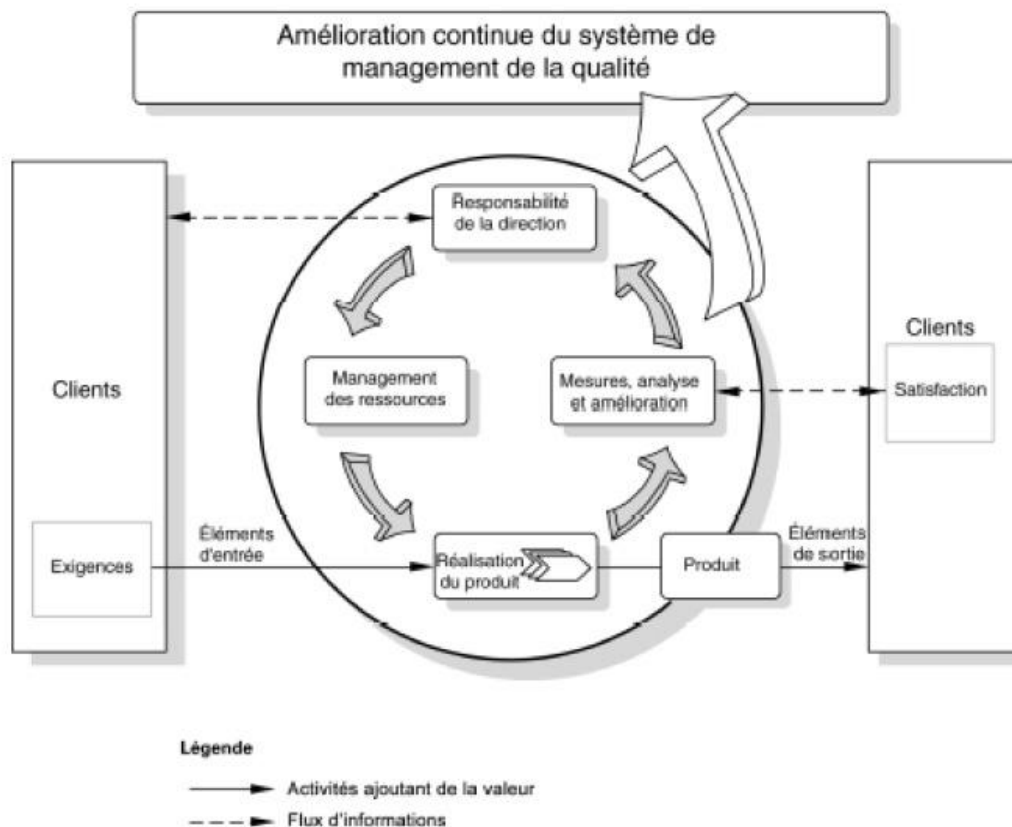 Amélioration continue du système de
management de la qualité
Responsabilité
de la direction
Clients
Management
des ressources
Mesures, analyse
et amélioration
Clients
Satisfaction
Exigences
Éléments
d'entrée
Réalisation
du produit
Produit
Éléments
de sortie
Légende
Activités ajoutant de la valeur
Flux d'informations